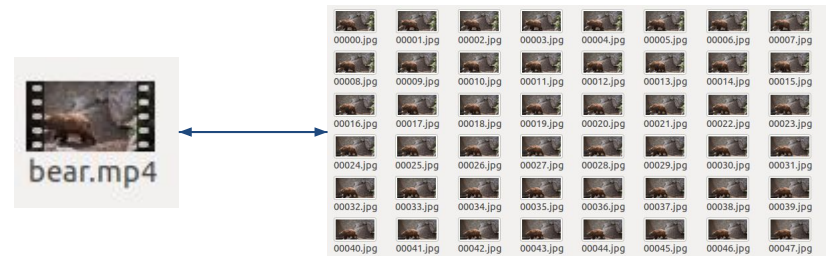 bear.mp4
00000.jpg 00001.jpg 00002.jpg 00003.jpg 00004.jpg 00005.jpg 00006.jpg 00007.jpg
00008.jpg 00009.jpg 00010.jpg 00011.jpg 00012.jpg 00013.jpg 00014.jpg 00015.jpg
00016.jpg 00017.jpg 00018.jpg 00019.jpg 00020.jpg 00021.jpg 00022.jpg 00023.jpg
00024.jpg 00025.jpg 00026.jpg 00027.jpg 00028.jpg 00029.jpg 00030.jpg 00031.jpg
00032.jpg 00033.jpg 00034.jpg 00035.jpg 00036.jpg 00037.jpg 00038.jpg 00039.jpg
00040.jpg 00041.jpg 00042.jpg 00043.jpg 00044.jpg 00045.jpg 00046.jpg 00047.jpg